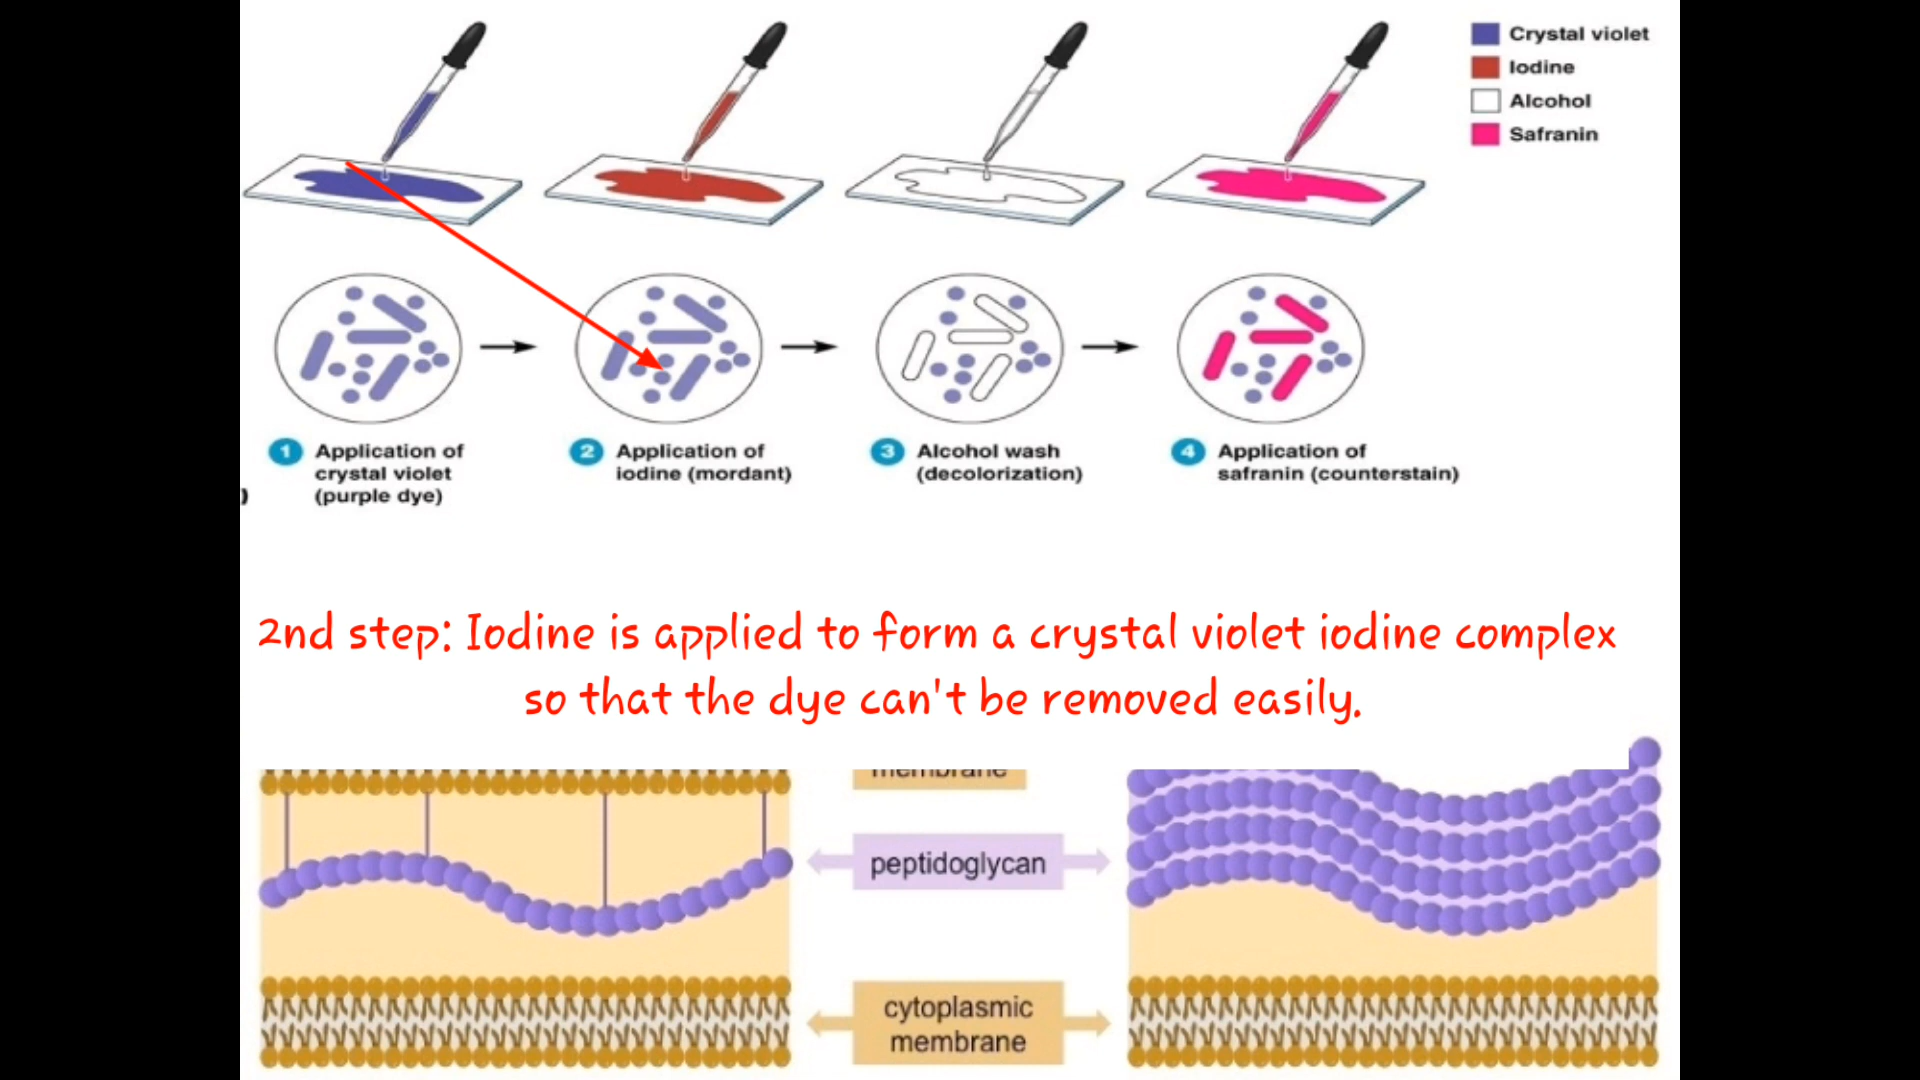 Crystal violet
Iodine
Alcohol
Safranin
1 Application of
crystal violet
(purple dye)
2 Application of
iodine (mordant)
3 Alcohol wash
(decolorization)
4 Application of
safranin (counterstain)
)
2nd step: Iodine is applied to form a crystal violet iodine complex
so that the dye can't be removed easily.
membrane
peptidoglycan
cytoplasmic
membrane